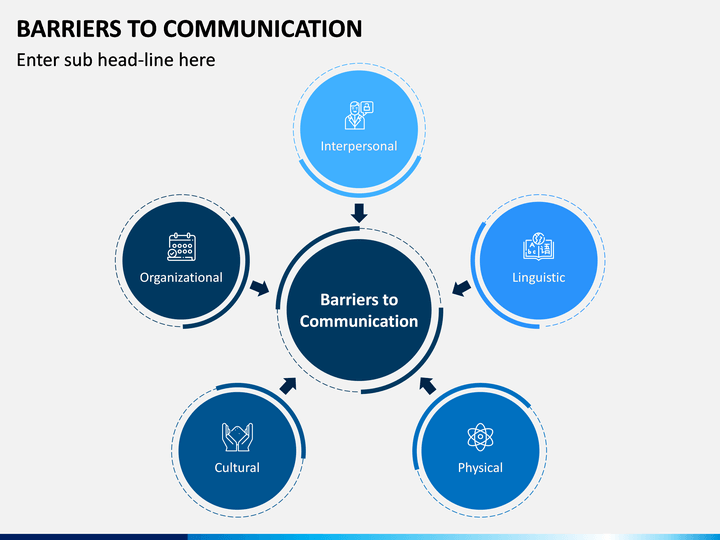 BARRIERS TO COMMUNICATION
Enter sub head-line here
Interpersonal
Organizational
Linguistic
Barriers to
Communication
Cultural
Physical